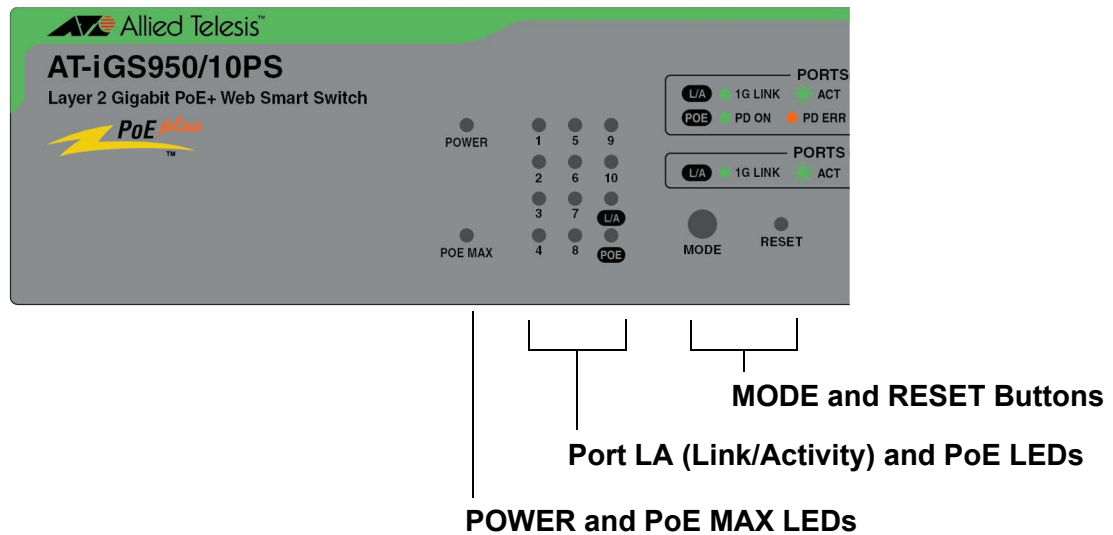 Allied Telesis™
AT-iGS950/10PS
Layer 2 Gigabit PoE+ Web Smart Switch
PoE plus
TM
POWER
POE MAX
1 5 9
2 6 10
3 7 L/A
4 8 POE
PORTS
L/A 1G LINK ACT
POE PD ON PD ERR
PORTS
L/A 1G LINK ACT
MODE RESET
MODE and RESET Buttons
Port LA (Link/Activity) and PoE LEDs
POWER and PoE MAX LEDs